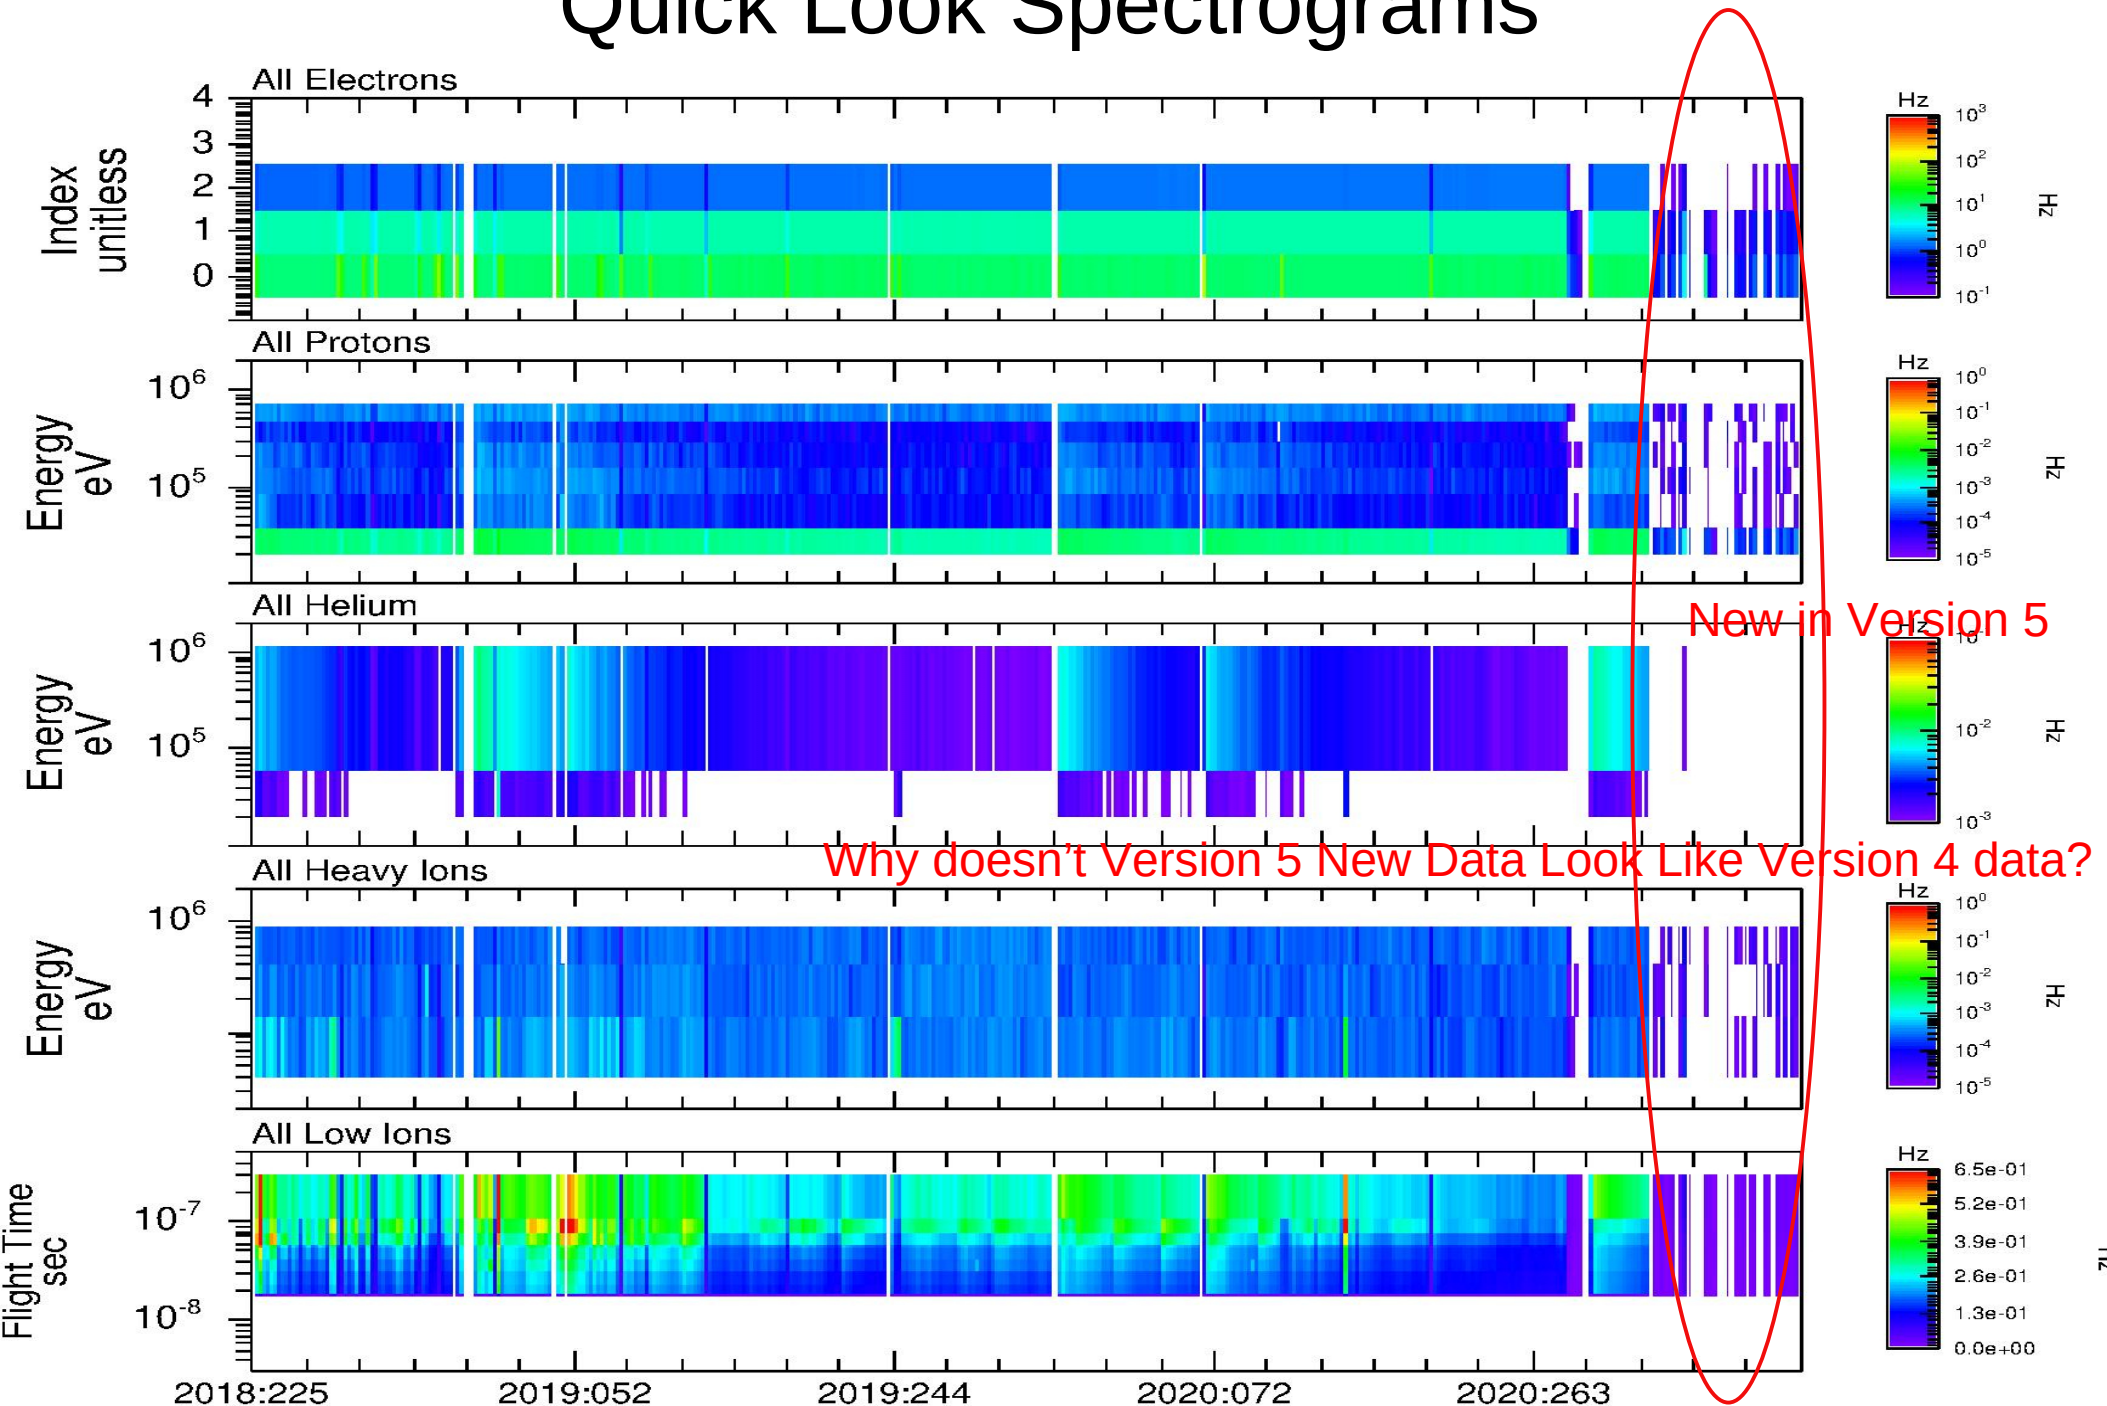 Quick Look Spectrograms
All Electrons
4
3
2
1
0
Index
unitless
Hz
10³
10²
10¹
10⁰
10⁻¹
Hz
All Protons
10⁶
10⁵
Energy
eV
Hz
10⁰
10⁻¹
10⁻²
10⁻³
10⁻⁴
10⁻⁵
Hz
All Helium
10⁶
10⁵
Energy
eV
New in Version 5
Hz
10⁻²
10⁻³
Hz
Why doesn’t Version 5 New Data Look Like Version 4 data?
All Heavy Ions
10⁶
Energy
eV
Hz
10⁰
10⁻¹
10⁻²
10⁻³
10⁻⁴
10⁻⁵
Hz
All Low Ions
10⁻⁷
10⁻⁸
Flight Time
sec
Hz
6.5e-01
5.2e-01
3.9e-01
2.6e-01
1.3e-01
0.0e+00
Hz
2018:225
2019:052
2019:244
2020:072
2020:263